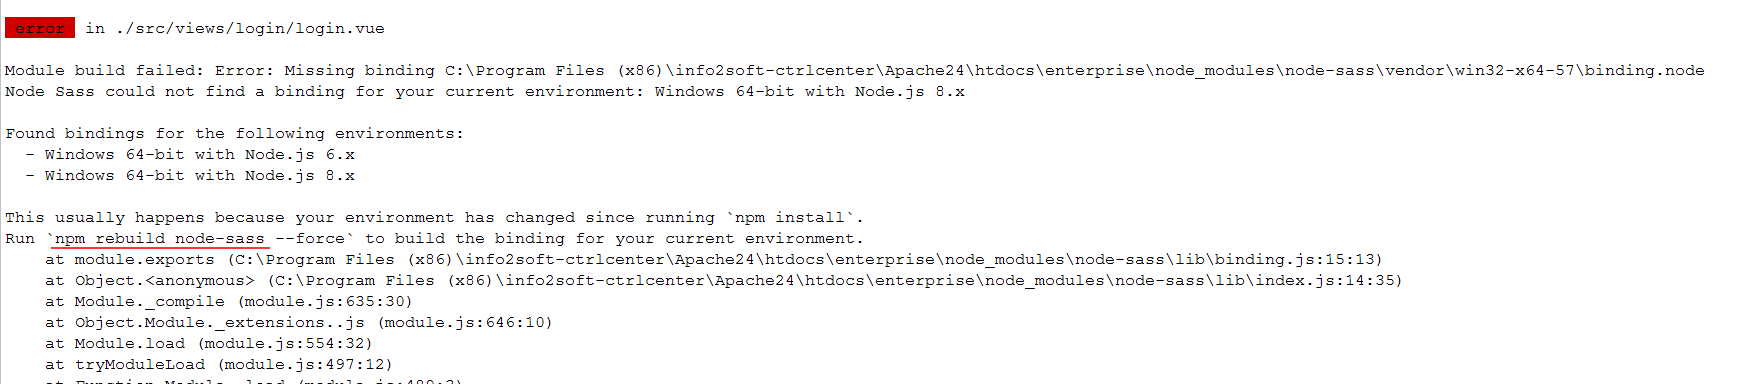 error in ./src/views/login/login.vue
Module build failed: Error: Missing binding C:\Program Files (x86)\info2soft-ctrlcenter\Apache24\htdocs\enterprise\node_modules\node-sass\vendor\win32-x64-57\binding.node
Node Sass could not find a binding for your current environment: Windows 64-bit with Node.js 8.x
Found bindings for the following environments:
- Windows 64-bit with Node.js 6.x
- Windows 64-bit with Node.js 8.x
This usually happens because your environment has changed since running `npm install`.
Run `npm rebuild node-sass --force` to build the binding for your current environment.
at module.exports (C:\Program Files (x86)\info2soft-ctrlcenter\Apache24\htdocs\enterprise\node_modules\node-sass\lib\binding.js:15:13)
at Object.<anonymous> (C:\Program Files (x86)\info2soft-ctrlcenter\Apache24\htdocs\enterprise\node_modules\node-sass\lib\index.js:14:35)
at Module._compile (module.js:635:30)
at Object.Module._extensions..js (module.js:646:10)
at Module.load (module.js:554:32)
at tryModuleLoad (module.js:497:12)